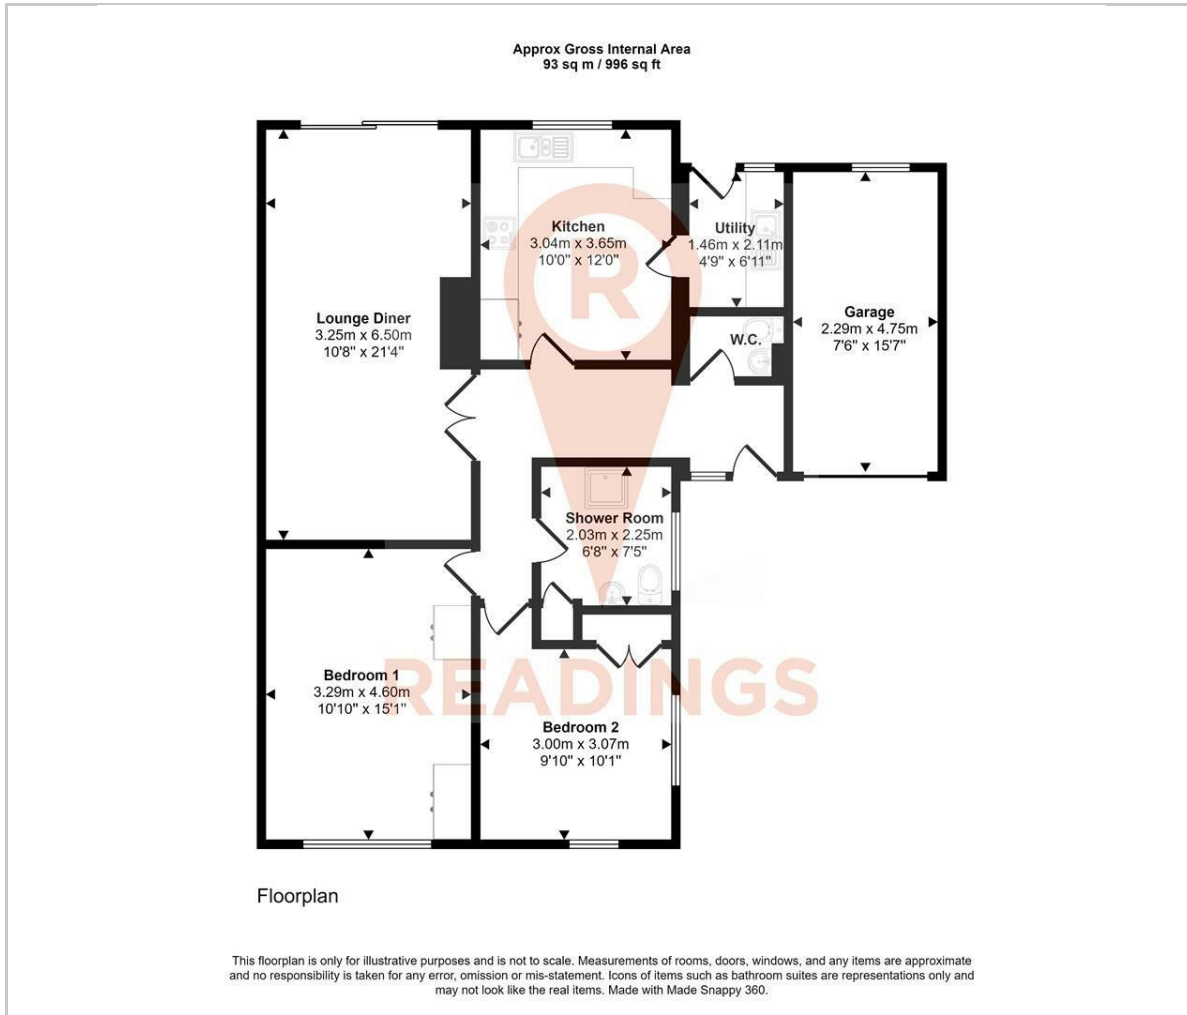 Approx Gross Internal Area
93 sq m / 996 sq ft
Kitchen
3.04m x 3.65m
10'0" x 12'0"
Utility
1.46m x 2.11m
4'9" x 6'11"
Lounge Diner
3.25m x 6.50m
10'8" x 21'4"
Garage
2.29m x 4.75m
7'6" x 15'7"
W.C.
R
Shower Room
2.03m x 2.25m
6'8" x 7'5"
Bedroom 1
3.29m x 4.60m
10'10" x 15'1"
READINGS
Bedroom 2
3.00m x 3.07m
9'10" x 10'1"
Floorplan
This floorplan is only for illustrative purposes and is not to scale. Measurements of rooms, doors, windows, and any items are approximate
and no responsibility is taken for any error, omission or mis-statement. Icons of items such as bathroom suites are representations only and
may not look like the real items. Made with Made Snappy 360.